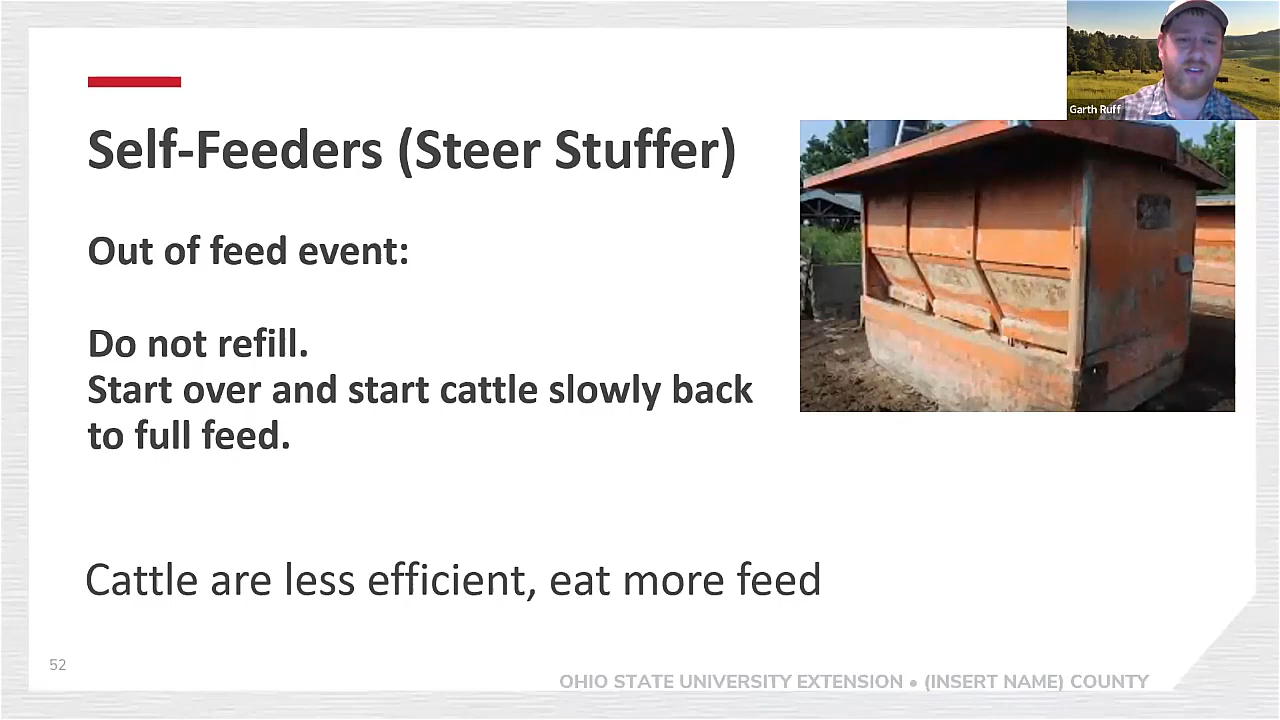 Garth Ruff
Self-Feeders (Steer Stuffer)
Out of feed event:
Do not refill.
Start over and start cattle slowly back
to full feed.
Cattle are less efficient, eat more feed
52
OHIO STATE UNIVERSITY EXTENSION • (INSERT NAME) COUNTY